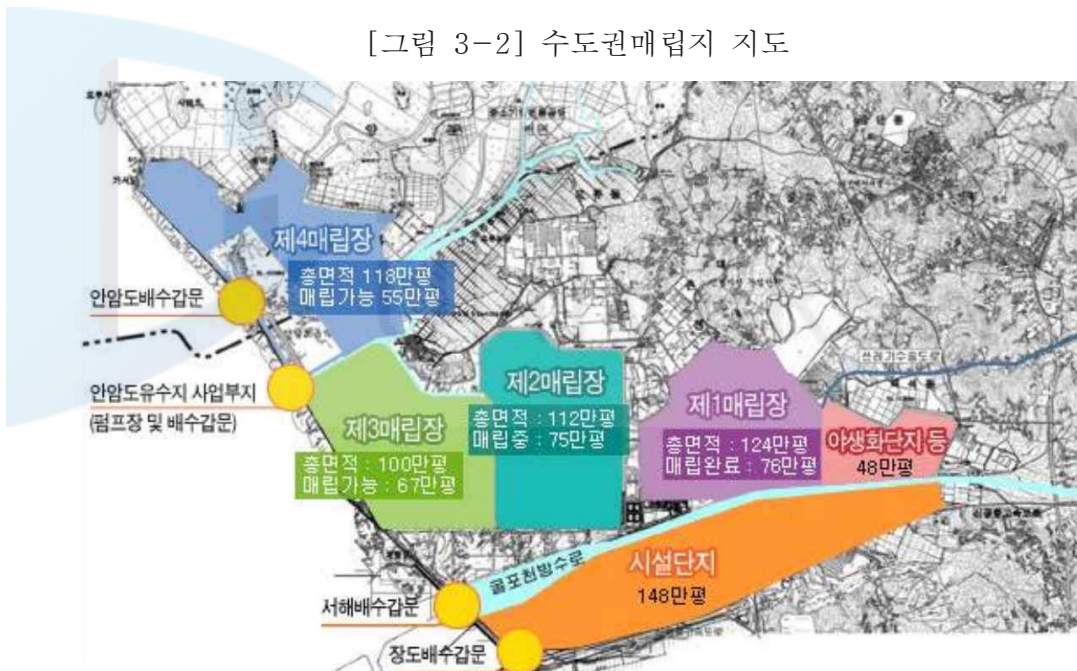 [그림 3-2] 수도권매립지 지도
제4매립장
총면적 118만평
매립가능 55만평
안암도배수갑문
안암도유수지 사업부지
(펌프장 및 배수갑문)
제3매립장
총면적 : 100만평
매립가능 : 67만평
제2매립장
총면적 : 112만평
매립중 : 75만평
제1매립장
총면적 : 124만평
매립완료 : 76만평
쓰레기수송도로
야생화단지 등
48만평
굴포천방수로
시설단지
148만평
서해배수갑문
장도배수갑문